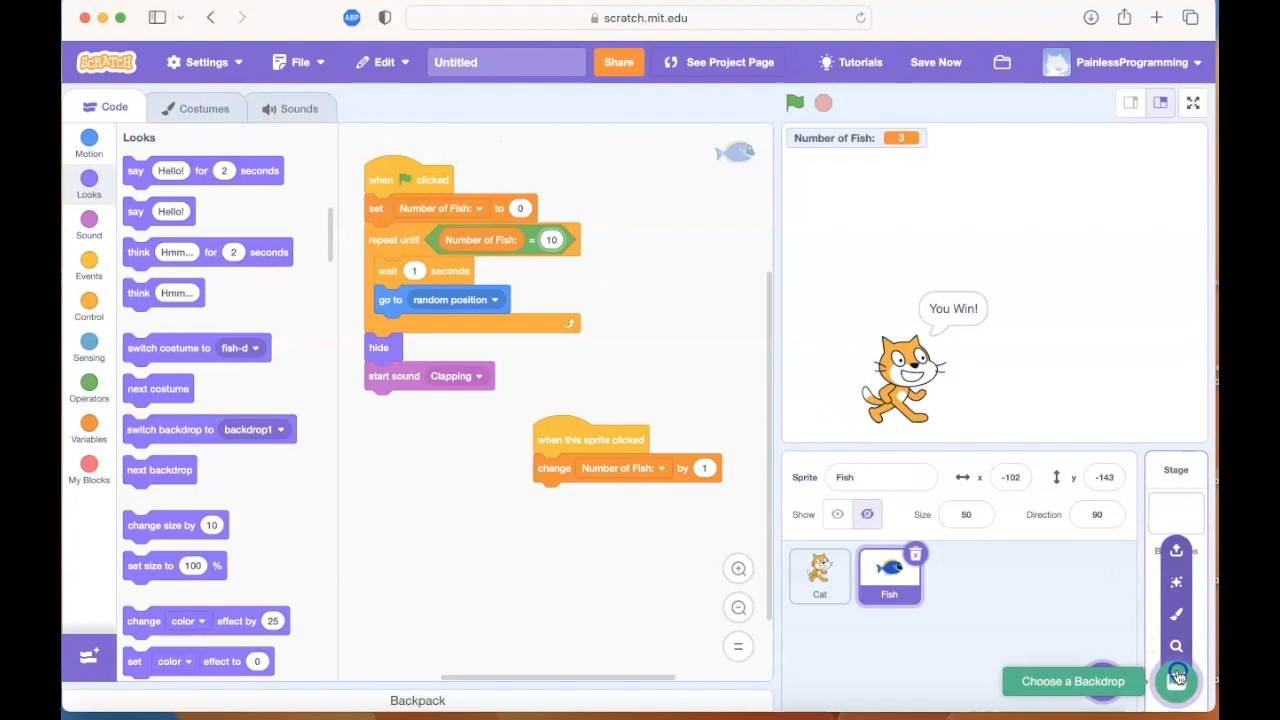 ABP
scratch.mit.edu
SCRATCH
Settings
File
Edit
Untitled
Share
See Project Page
Tutorials
Save Now
PainlessProgramming
Code
Costumes
Sounds
Motion
Looks
Sound
Events
Control
Sensing
Operators
Variables
My Blocks
Looks
say Hello! for 2 seconds
say Hello!
think Hmm... for 2 seconds
think Hmm...
switch costume to fish-d
next costume
switch backdrop to backdrop1
next backdrop
change size by 10
set size to 100 %
change color effect by 25
set color effect to 0
when clicked
set Number of Fish: to 0
repeat until Number of Fish: = 10
wait 1 seconds
go to random position
hide
start sound Clapping
when this sprite clicked
change Number of Fish: by 1
Backpack
Number of Fish: 3
You Win!
Sprite Fish x -102 y -143
Show Size 50 Direction 90
Cat
Fish
Stage
Choose a Backdrop